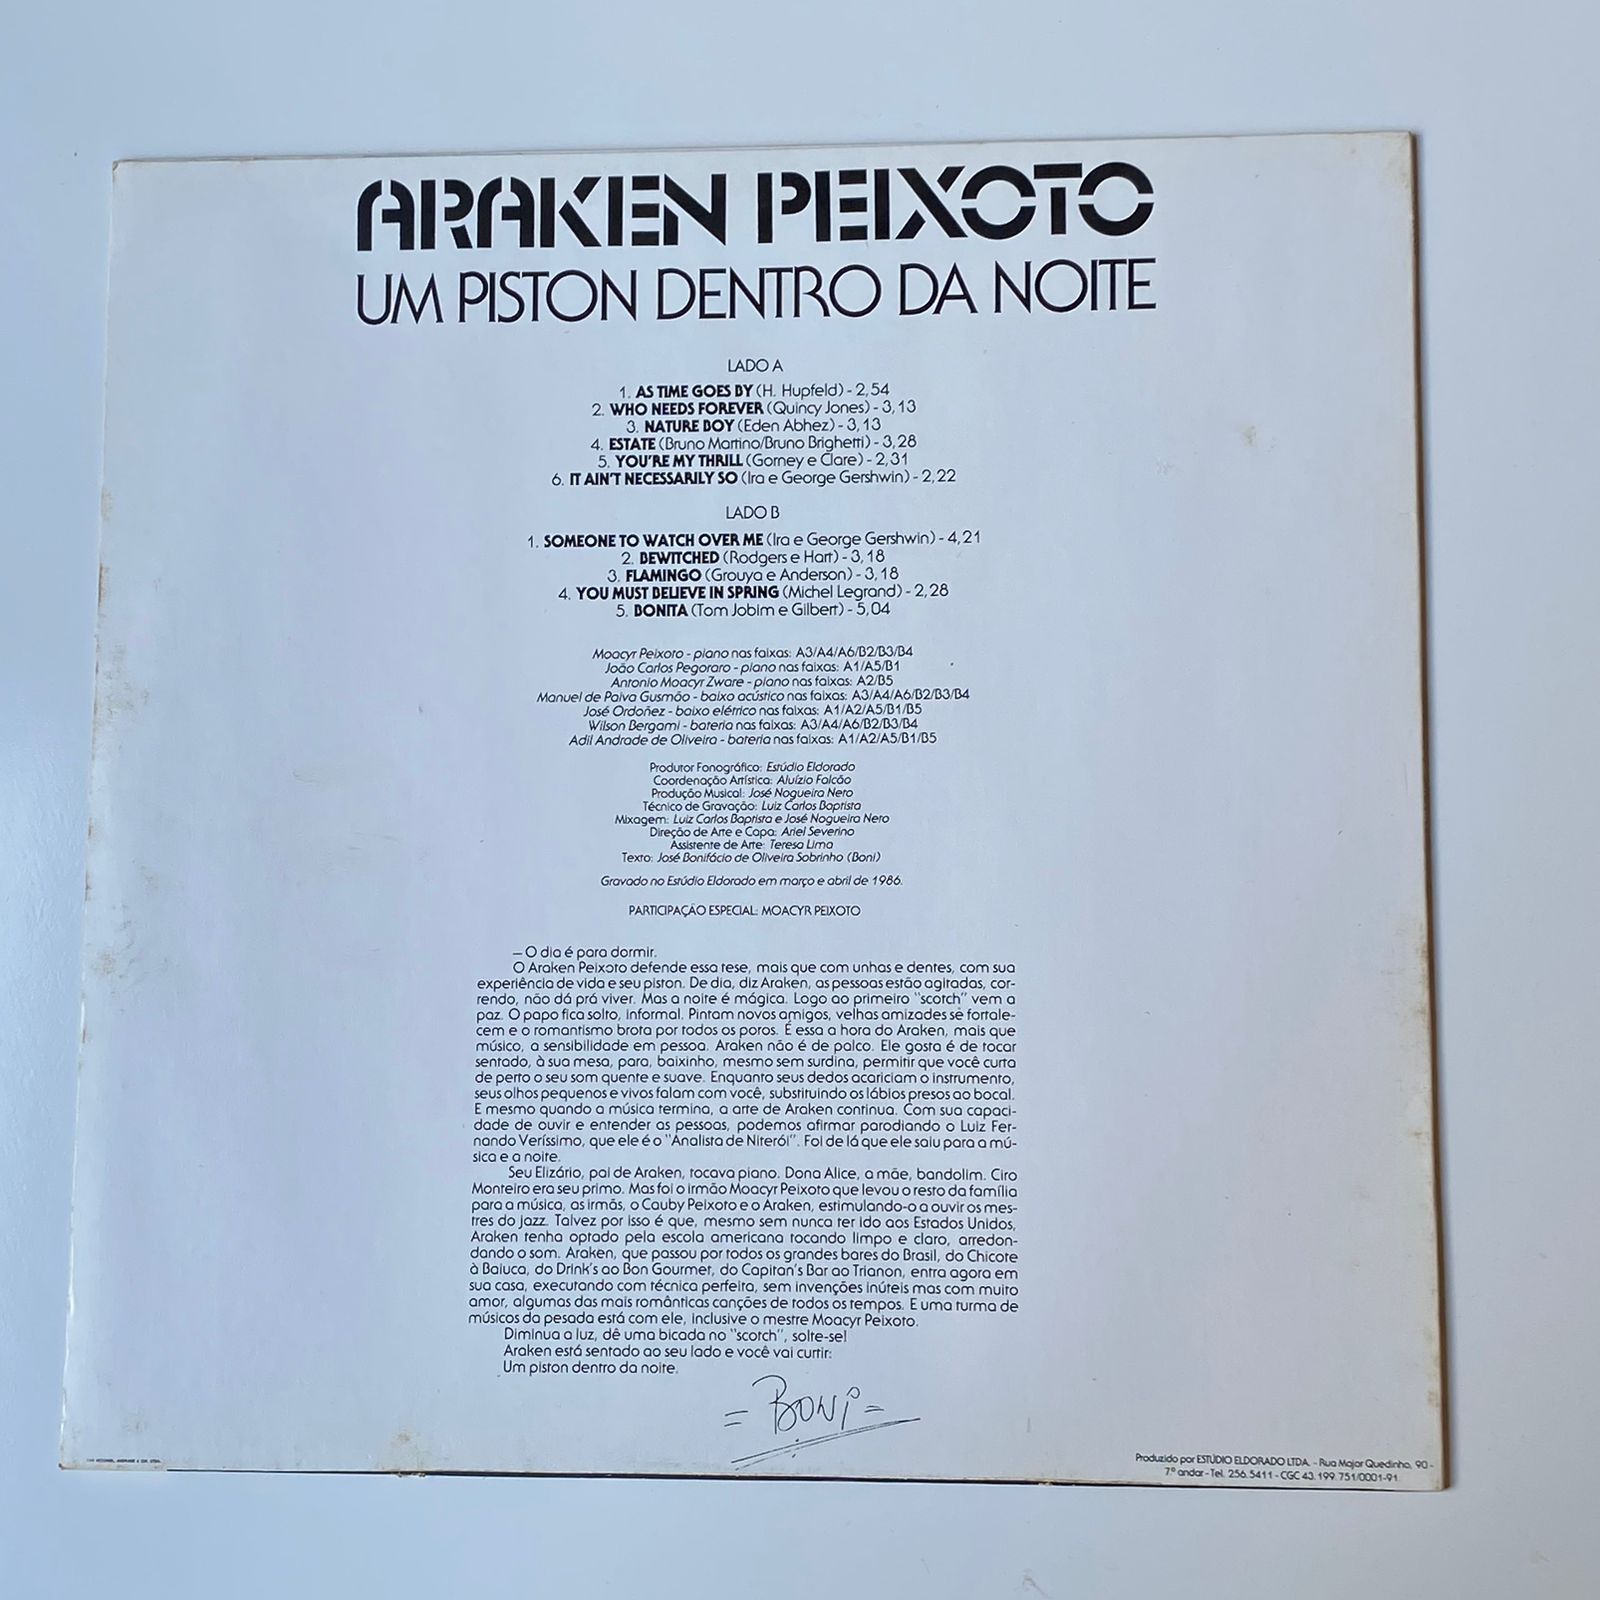 ARAKEN PEIXOTO
UM PISTON DENTRO DA NOITE
LADO A
1. AS TIME GOES BY (H. Hupfeld) - 2,54
2. WHO NEEDS FOREVER (Quincy Jones) - 3,13
3. NATURE BOY (Eden Abhez) - 3,13
4. ESTATE (Bruno Martino/Bruno Brighetti) - 3,28
5. YOU'RE MY THRILL (Gorney e Clare) - 2,31
6. IT AIN'T NECESSARILY SO (Ira e George Gershwin) - 2,22
LADO B
1. SOMEONE TO WATCH OVER ME (Ira e George Gershwin) - 4,21
2. BEWITCHED (Rodgers e Hart) - 3,18
3. FLAMINGO (Grouya e Anderson) - 3,18
4. YOU MUST BELIEVE IN SPRING (Michel Legrand) - 2,28
5. BONITA (Tom Jobim e Gilbert) - 5,04
Moacyr Peixoto - piano nas faixas: A3/A4/A6/B2/B3/B4
João Carlos Pegoraro - piano nas faixas: A1/A5/B1
Antonio Moacyr Zware - piano nas faixas: A2/B5
Manuel de Paiva Gusmão - baixo acústico nas faixas: A3/A4/A6/B2/B3/B4
José Ordoñez - baixo elétrico nas faixas: A1/A2/A5/B1/B5
Wilson Bergami - bateria nas faixas: A3/A4/A6/B2/B3/B4
Adil Andrade de Oliveira - bateria nas faixas: A1/A2/A5/B1/B5
Produtor Fonográfico: Estúdio Eldorado
Coordenação Artística: Aluízio Falcão
Produção Musical: José Nogueira Neto
Técnico de Gravação: Luiz Carlos Baptista
Mixagem: Luiz Carlos Baptista e José Nogueira Neto
Direção de Arte e Capa: Ariel Severino
Assistente de Arte: Teresa Lima
Texto: José Bonifácio de Oliveira Sobrinho (Boni)
Gravado no Estúdio Eldorado em março e abril de 1986.
PARTICIPAÇÃO ESPECIAL: MOACYR PEIXOTO
— O dia é para dormir.
O Araken Peixoto defende essa tese, mais que com unhas e dentes, com sua
experiência de vida e seu piston. De dia, diz Araken, as pessoas estão agitadas, cor-
rendo, não dá prá viver. Mas a noite é mágica. Logo ao primeiro "scotch" vem a
paz. O papo fica solto, informal. Pintam novos amigos, velhas amizades se fortale-
cem e o romantismo brota por todos os poros. É essa a hora do Araken, mais que
músico, a sensibilidade em pessoa. Araken não é de palco. Ele gosta é de tocar
sentado, à sua mesa, para, baixinho, mesmo sem surdina, permitir que você curta
de perto o seu som quente e suave. Enquanto seus dedos acariciam o instrumento,
seus olhos pequenos e vivos falam com você, substituindo os lábios presos ao bocal.
E mesmo quando a música termina, a arte de Araken continua. Com sua capaci-
dade de ouvir e entender as pessoas, podemos afirmar parodiando o Luiz Fer-
nando Veríssimo, que ele é o "Analista de Niterói". Foi de lá que ele saiu para a mú-
sica e a noite.
Seu Elizário, pai de Araken, tocava piano. Dona Alice, a mãe, bandolim. Ciro
Monteiro era seu primo. Mas foi o irmão Moacyr Peixoto que levou o resto da família
para a música, as irmãs, o Cauby Peixoto e o Araken, estimulando-o a ouvir os mes-
tres do Jazz. Talvez por isso é que, mesmo sem nunca ter ido aos Estados Unidos,
Araken tenha optado pela escola americana tocando limpo e claro, arredon-
dando o som. Araken, que passou por todos os grandes bares do Brasil, do Chicote
à Baiuca, do Drink's ao Bon Gourmet, do Capitan's Bar ao Trianon, entra agora em
sua casa, executando com técnica perfeita, sem invenções inúteis mas com muito
amor, algumas das mais românticas canções de todos os tempos. E uma turma de
músicos da pesada está com ele, inclusive o mestre Moacyr Peixoto.
Diminua a luz, dê uma bicada no "scotch", solte-se!
Araken está sentado ao seu lado e você vai curtir:
Um piston dentro da noite.
= Boni =
Produzido por ESTÚDIO ELDORADO LTDA. - Rua Major Quedinho, 90 -
7.º andar - Tel. 256.5411 - CGC 43.199.751/0001-91